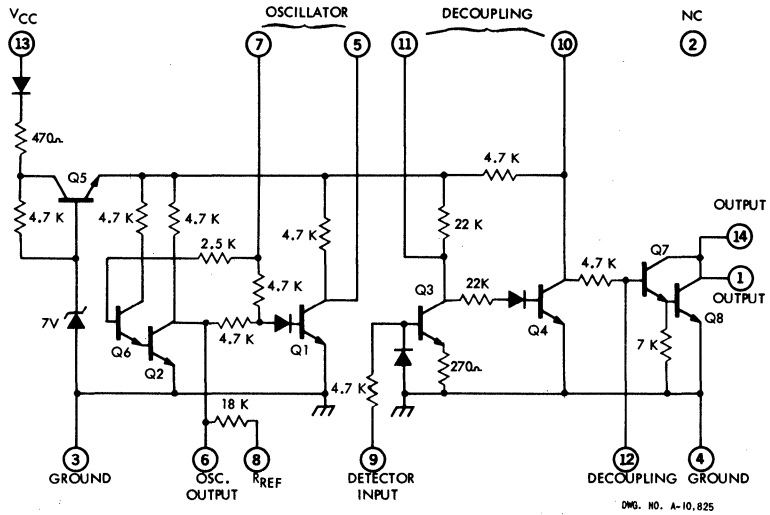 VCC OSCILLATOR DECOUPLING NC
13 7 5 11 10 2
470Ω
Q5
4.7 K
4.7 K 4.7 K 4.7 K 4.7 K 22 K
OUTPUT
14
2.5 K
Q7
4.7 K
1
OUTPUT
4.7 K
Q3 22K
7V
Q6 Q2 4.7 K Q1 Q4 Q8
7 K
270Ω
4.7 K
18 K
3 6 8 9 12 4
GROUND OSC. OUTPUT RREF DETECTOR INPUT DECOUPLING GROUND
DWG. NO. A-10,825